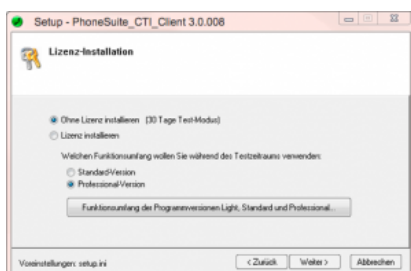 Setup - PhoneSuite_CTI_Client 3.0.008
Lizenz-Installation
Ohne Lizenz installieren (30 Tage Test-Modus)
Lizenz installieren
Welchen Funktionsumfang wollen Sie während des Testzeitraums verwenden:
Standard-Version
Professional-Version
Funktionsumfang der Programmversionen Light, Standard und Professional...
Voreinstellungen: setup.ini
< Zurück
Weiter >
Abbrechen